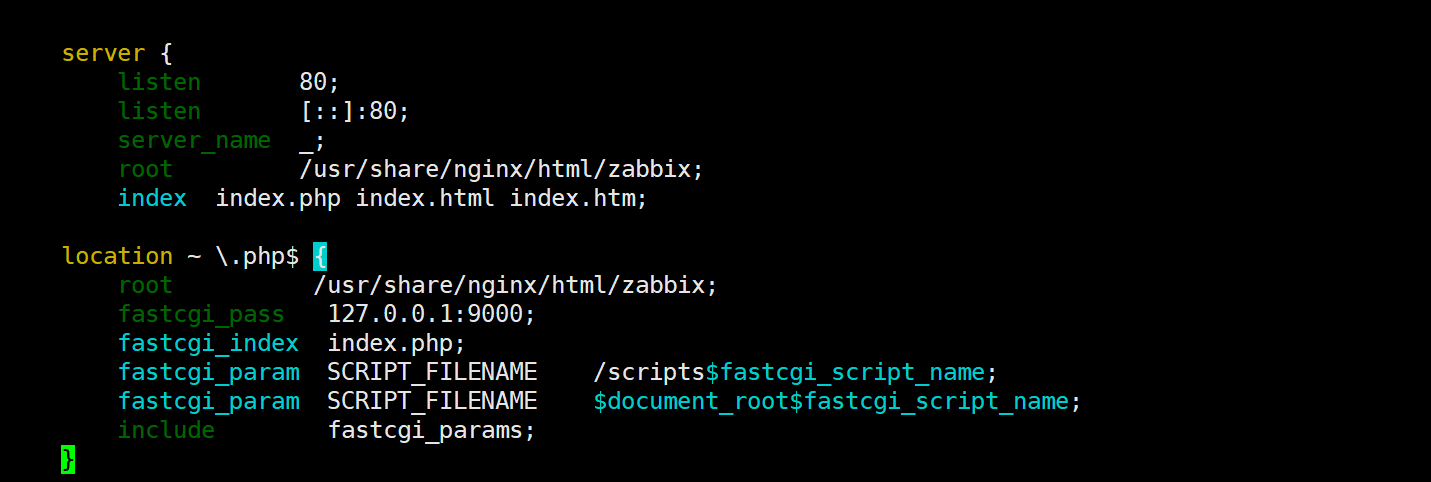 server {
listen 80;
listen [::]:80;
server_name _;
root /usr/share/nginx/html/zabbix;
index index.php index.html index.htm;
location ~ \.php$ {
root /usr/share/nginx/html/zabbix;
fastcgi_pass 127.0.0.1:9000;
fastcgi_index index.php;
fastcgi_param SCRIPT_FILENAME /scripts$fastcgi_script_name;
fastcgi_param SCRIPT_FILENAME $document_root$fastcgi_script_name;
include fastcgi_params;
}